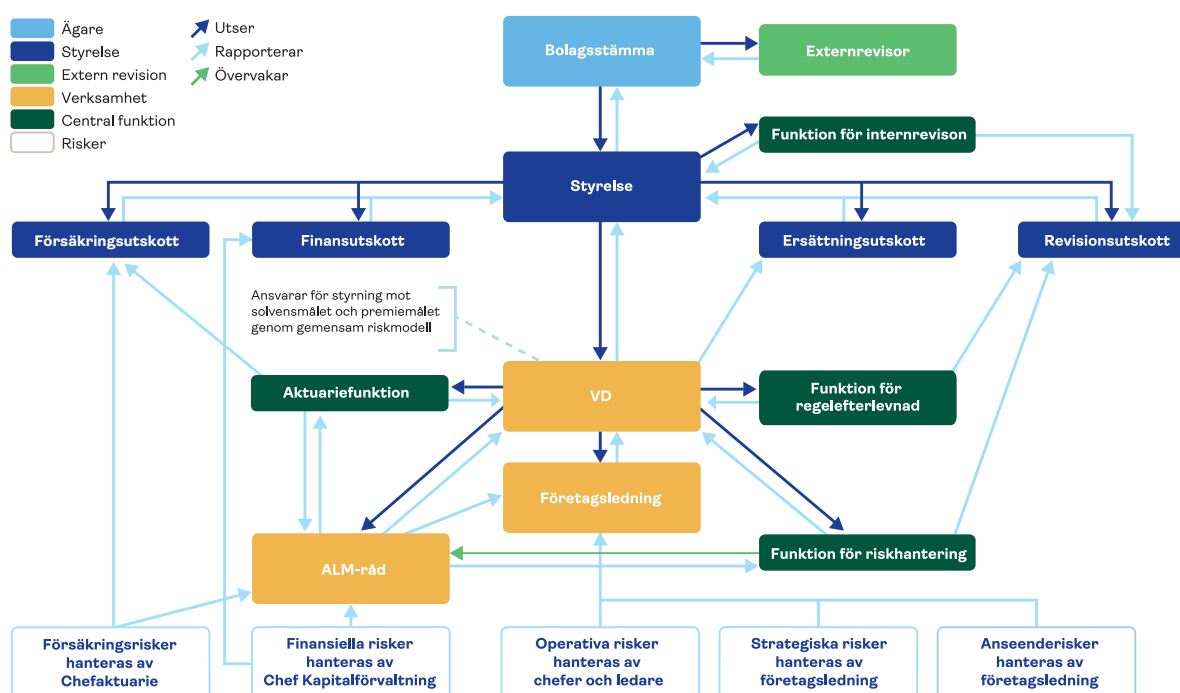 Ägare
Styrelse
Extern revision
Verksamhet
Central funktion
Risker
Utser
Rapporterar
Övervakar
Bolagsstämma
Externrevisor
Funktion för internrevison
Styrelse
Försäkringsutskott
Finansutskott
Ersättningsutskott
Revisionsutskott
Ansvarar för styrning mot
solvensmålet och premiemålet
genom gemensam riskmodell
Aktuariefunktion
VD
Funktion för
regelefterlevnad
Företagsledning
ALM-råd
Funktion för riskhantering
Försäkringsrisker
hanteras av
Chefaktuarie
Finansiella risker
hanteras av
Chef Kapitalförvaltning
Operativa risker
hanteras av
chefer och ledare
Strategiska risker
hanteras av
företagsledning
Anseenderisker
hanteras av
företagsledning